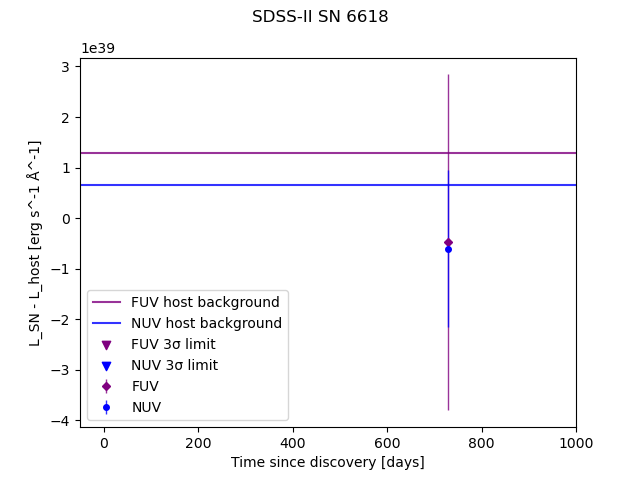 SDSS-II SN 6618
1e39
3
2
1
0
−1
−2
−3
−4
L_SN - L_host [erg s^-1 Å^-1]
FUV host background
NUV host background
FUV 3σ limit
NUV 3σ limit
FUV
NUV
0 200 400 600 800 1000
Time since discovery [days]